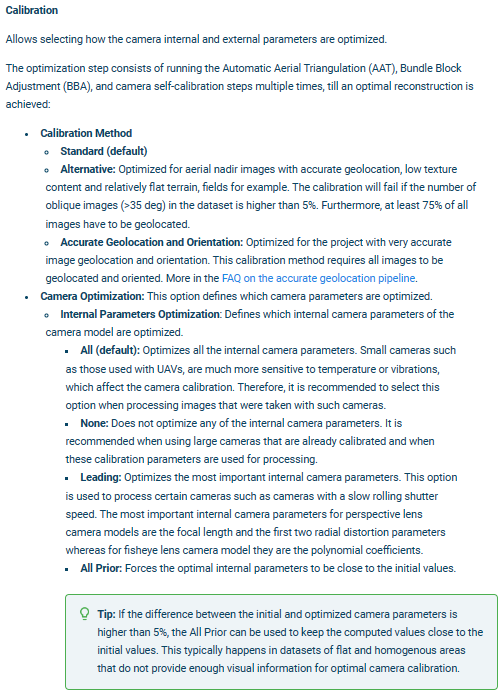 Calibration
Allows selecting how the camera internal and external parameters are optimized.
The optimization step consists of running the Automatic Aerial Triangulation (AAT), Bundle Block
Adjustment (BBA), and camera self-calibration steps multiple times, till an optimal reconstruction is
achieved:
• Calibration Method
Standard (default)
Alternative: Optimized for aerial nadir images with accurate geolocation, low texture
content and relatively flat terrain, fields for example. The calibration will fail if the number of
oblique images (>35 deg) in the dataset is higher than 5%. Furthermore, at least 75% of all
images have to be geolocated.
Accurate Geolocation and Orientation: Optimized for the project with very accurate
image geolocation and orientation. This calibration method requires all images to be
geolocated and oriented. More in the FAQ on the accurate geolocation pipeline.
• Camera Optimization: This option defines which camera parameters are optimized.
Internal Parameters Optimization: Defines which internal camera parameters of the
camera model are optimized.
All (default): Optimizes all the internal camera parameters. Small cameras such
as those used with UAVs, are much more sensitive to temperature or vibrations,
which affect the camera calibration. Therefore, it is recommended to select this
option when processing images that were taken with such cameras.
None: Does not optimize any of the internal camera parameters. It is
recommended when using large cameras that are already calibrated and when
these calibration parameters are used for processing.
Leading: Optimizes the most important internal camera parameters. This option
is used to process certain cameras such as cameras with a slow rolling shutter
speed. The most important internal camera parameters for perspective lens
camera models are the focal length and the first two radial distortion parameters
whereas for fisheye lens camera model they are the polynomial coefficients.
All Prior: Forces the optimal internal parameters to be close to the initial values.
Tip: If the difference between the initial and optimized camera parameters is
higher than 5%, the All Prior can be used to keep the computed values close to the
initial values. This typically happens in datasets of flat and homogenous areas
that do not provide enough visual information for optimal camera calibration.